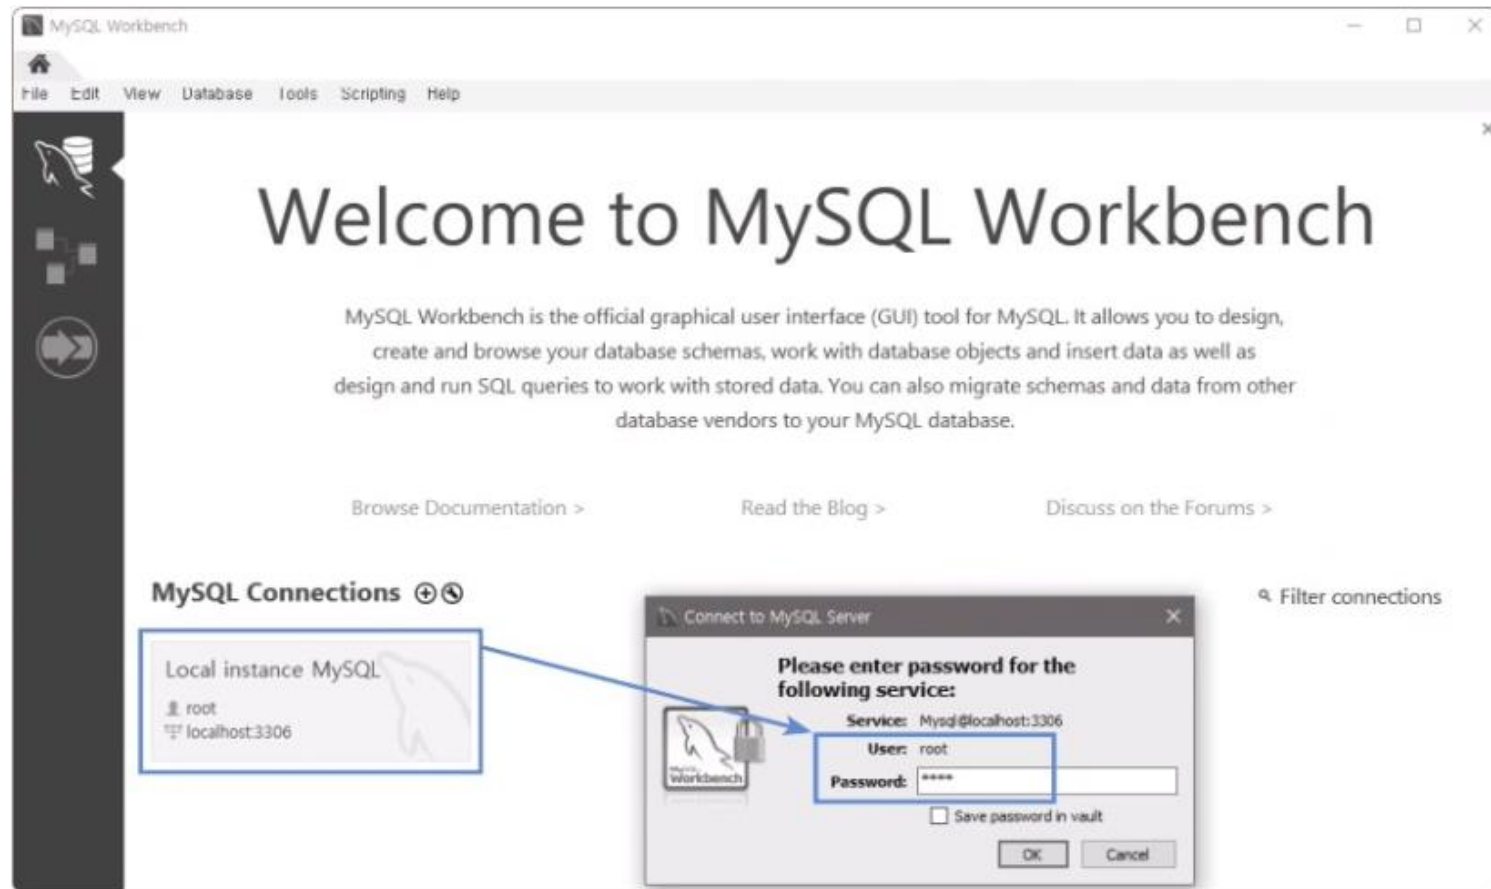 MySQL Workbench
File Edit View Database Tools Scripting Help
Welcome to MySQL Workbench
MySQL Workbench is the official graphical user interface (GUI) tool for MySQL. It allows you to design,
create and browse your database schemas, work with database objects and insert data as well as
design and run SQL queries to work with stored data. You can also migrate schemas and data from other
database vendors to your MySQL database.
Browse Documentation > Read the Blog > Discuss on the Forums >
MySQL Connections
Filter connections
Local instance MySQL
root
localhost:3306
Connect to MySQL Server
Please enter password for the
following service:
Service: Mysql@localhost:3306
User: root
Password: ****
MySQL
Workbench
Save password in vault
OK Cancel